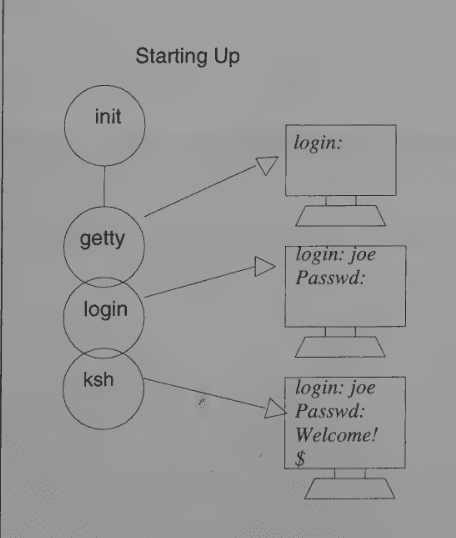 Starting Up
init
getty
login
ksh
login:
login: joe
Passwd:
login: joe
Passwd:
Welcome!
$